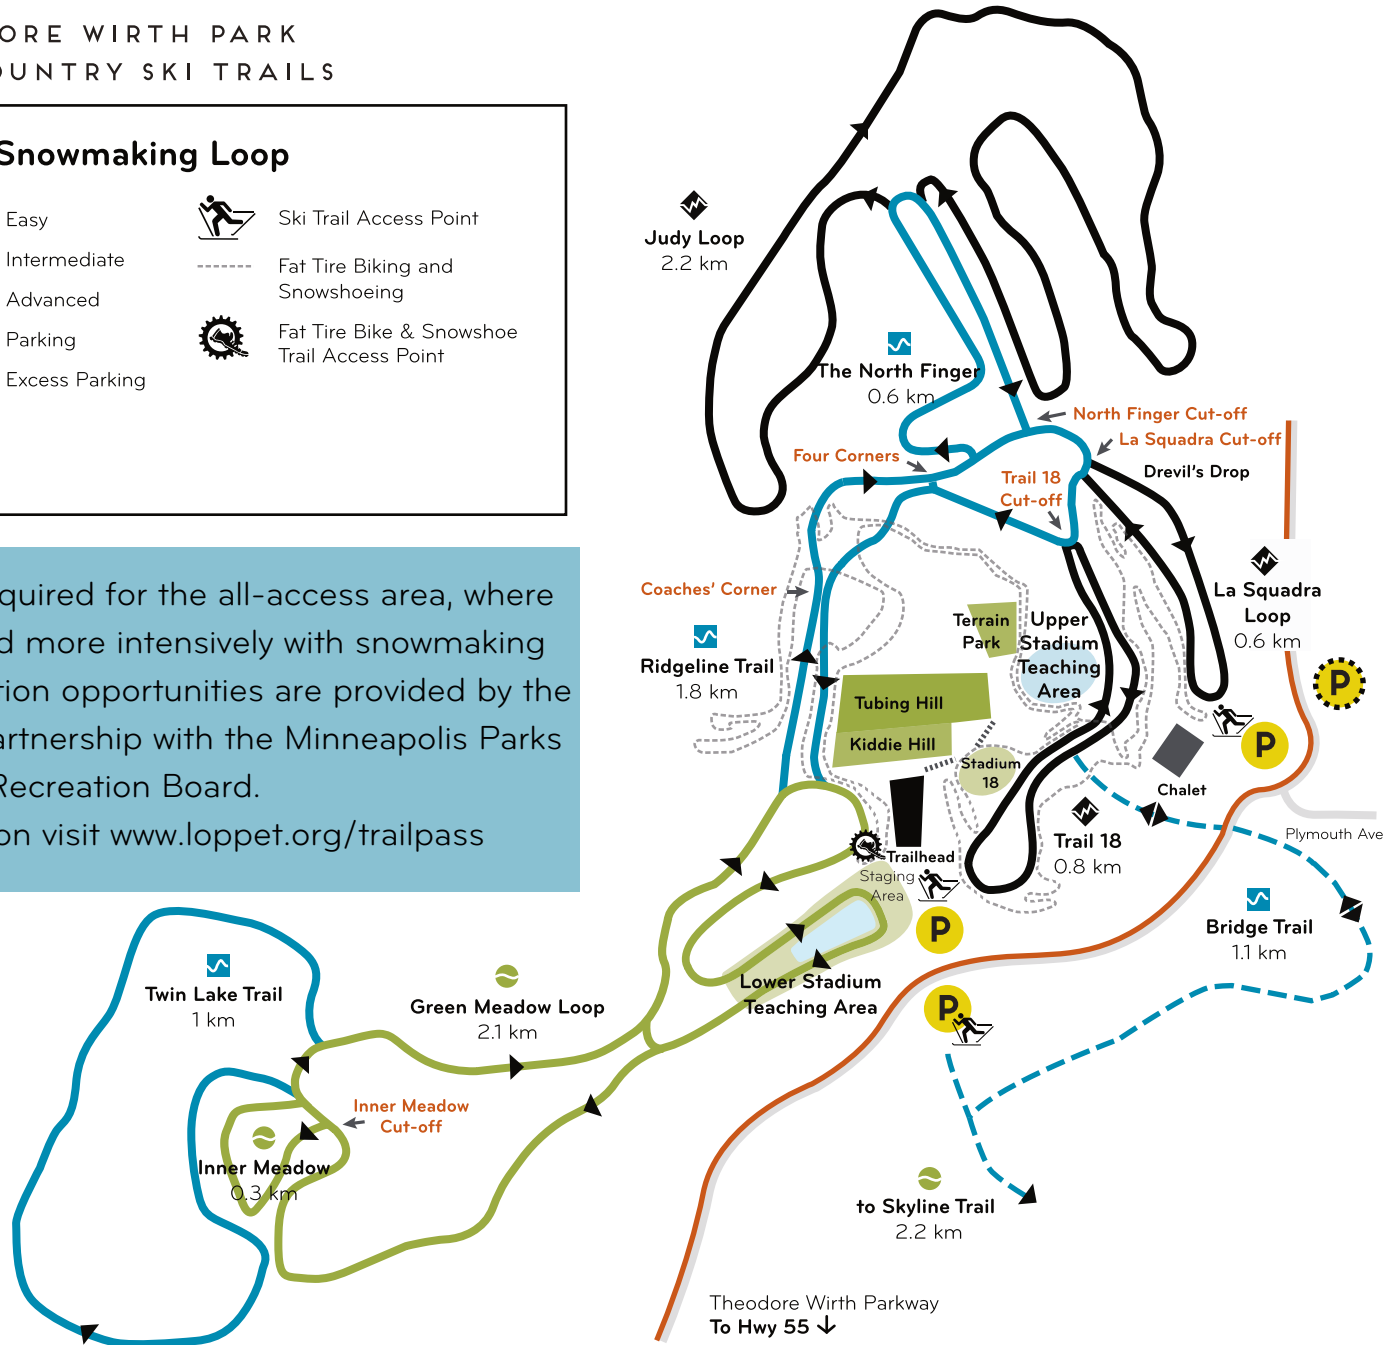 ORE WIRTH PARK
OUNTRY SKI TRAILS
Snowmaking Loop
Easy
Intermediate
Advanced
Parking
Excess Parking
Ski Trail Access Point
Fat Tire Biking and
Snowshoeing
Fat Tire Bike & Snowshoe
Trail Access Point
quired for the all-access area, where
d more intensively with snowmaking
tion opportunities are provided by the
artnership with the Minneapolis Parks
Recreation Board.
on visit www.loppet.org/trailpass
Judy Loop
2.2 km
The North Finger
0.6 km
North Finger Cut-off
La Squadra Cut-off
Four Corners
Trail 18
Cut-off
Drevil's Drop
La Squadra
Loop
0.6 km
Coaches' Corner
Ridgeline Trail
1.8 km
Terrain
Park
Upper
Stadium
Teaching
Area
Tubing Hill
Kiddie Hill
Stadium
18
P
P
Chalet
Plymouth Ave
Trail 18
0.8 km
Trailhead
Staging
Area
P
Bridge Trail
1.1 km
Lower Stadium
Teaching Area
P
Twin Lake Trail
1 km
Green Meadow Loop
2.1 km
Inner Meadow
Cut-off
Inner Meadow
0.3 km
to Skyline Trail
2.2 km
Theodore Wirth Parkway
To Hwy 55 ↓